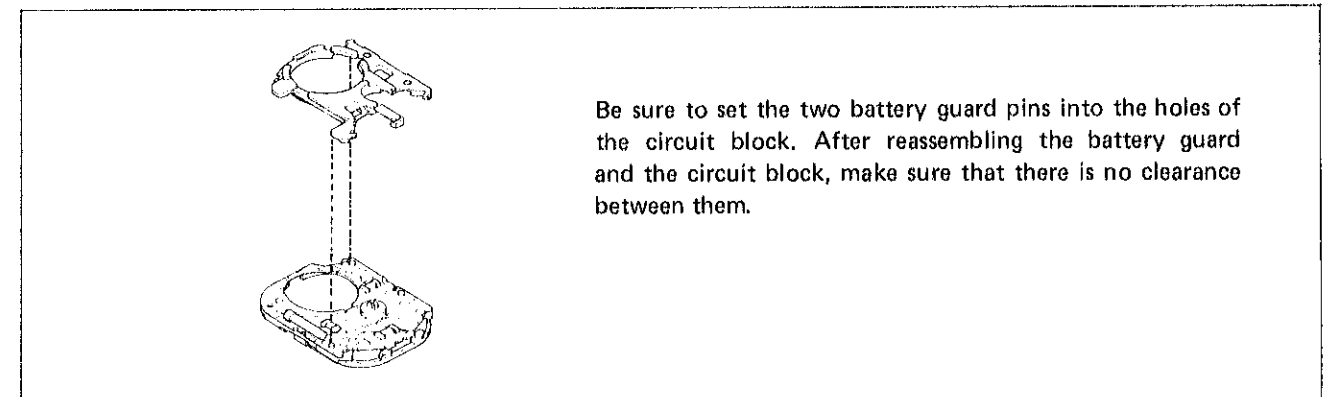 Be sure to set the two battery guard pins into the holes of
the circuit block. After reassembling the battery guard
and the circuit block, make sure that there is no clearance
between them.